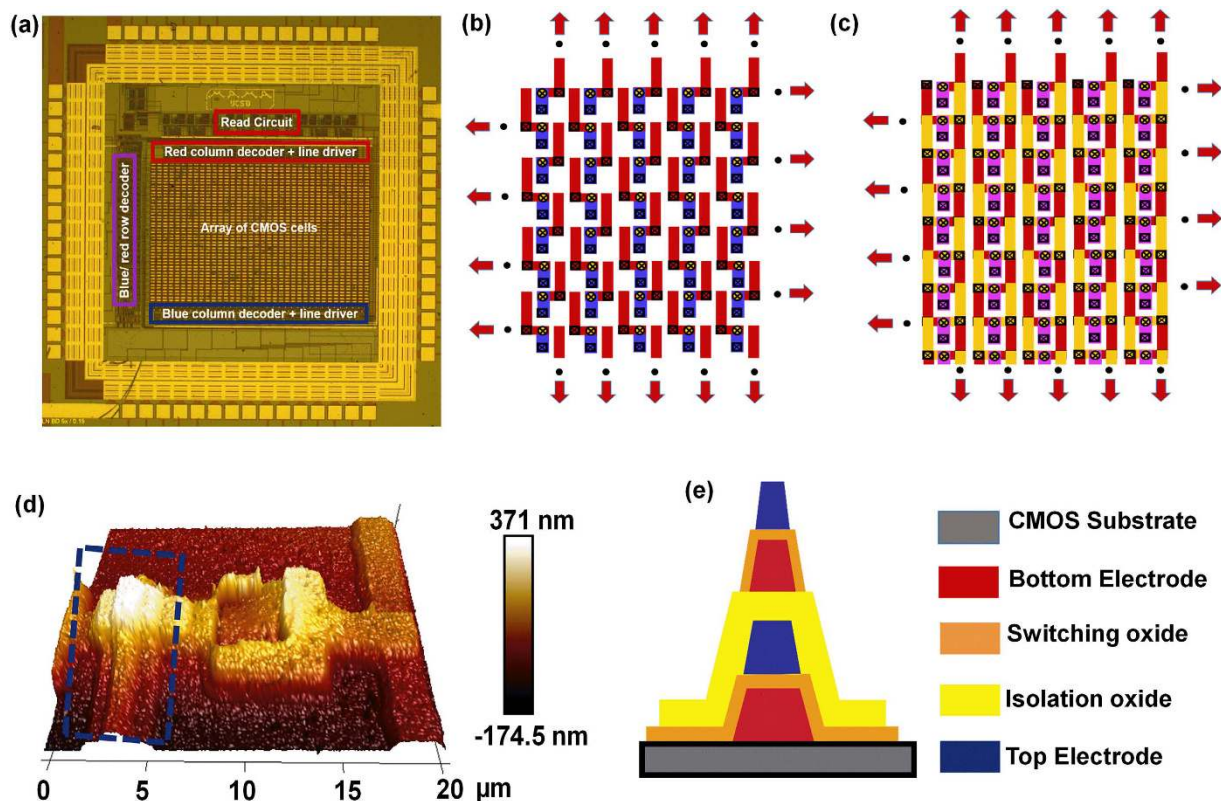 (a)
UCSB
Read Circuit
Red column decoder + line driver
Blue/ red row decoder
Array of CMOS cells
Blue column decoder + line driver
(b)
(c)
(d)
371 nm
-174.5 nm
0 5 10 15 20 µm
(e)
CMOS Substrate
Bottom Electrode
Switching oxide
Isolation oxide
Top Electrode